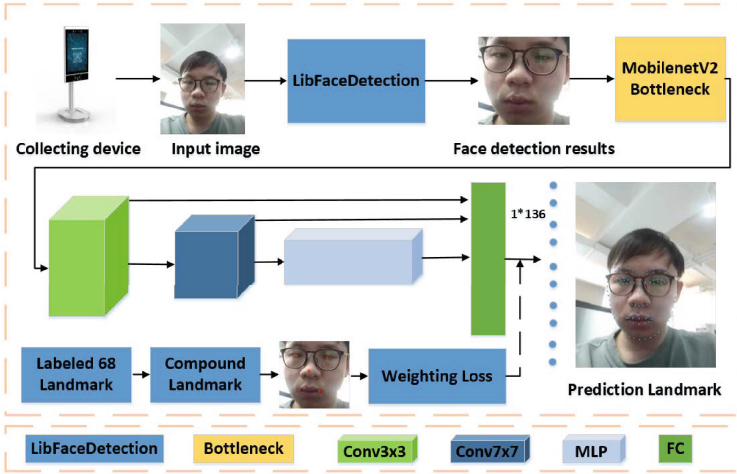 LibFaceDetection
MobilenetV2
Bottleneck
Collecting device
Input image
Face detection results
1*136
Labeled 68
Landmark
Compound
Landmark
Weighting Loss
Prediction Landmark
LibFaceDetection
Bottleneck
Conv3x3
Conv7x7
MLP
FC